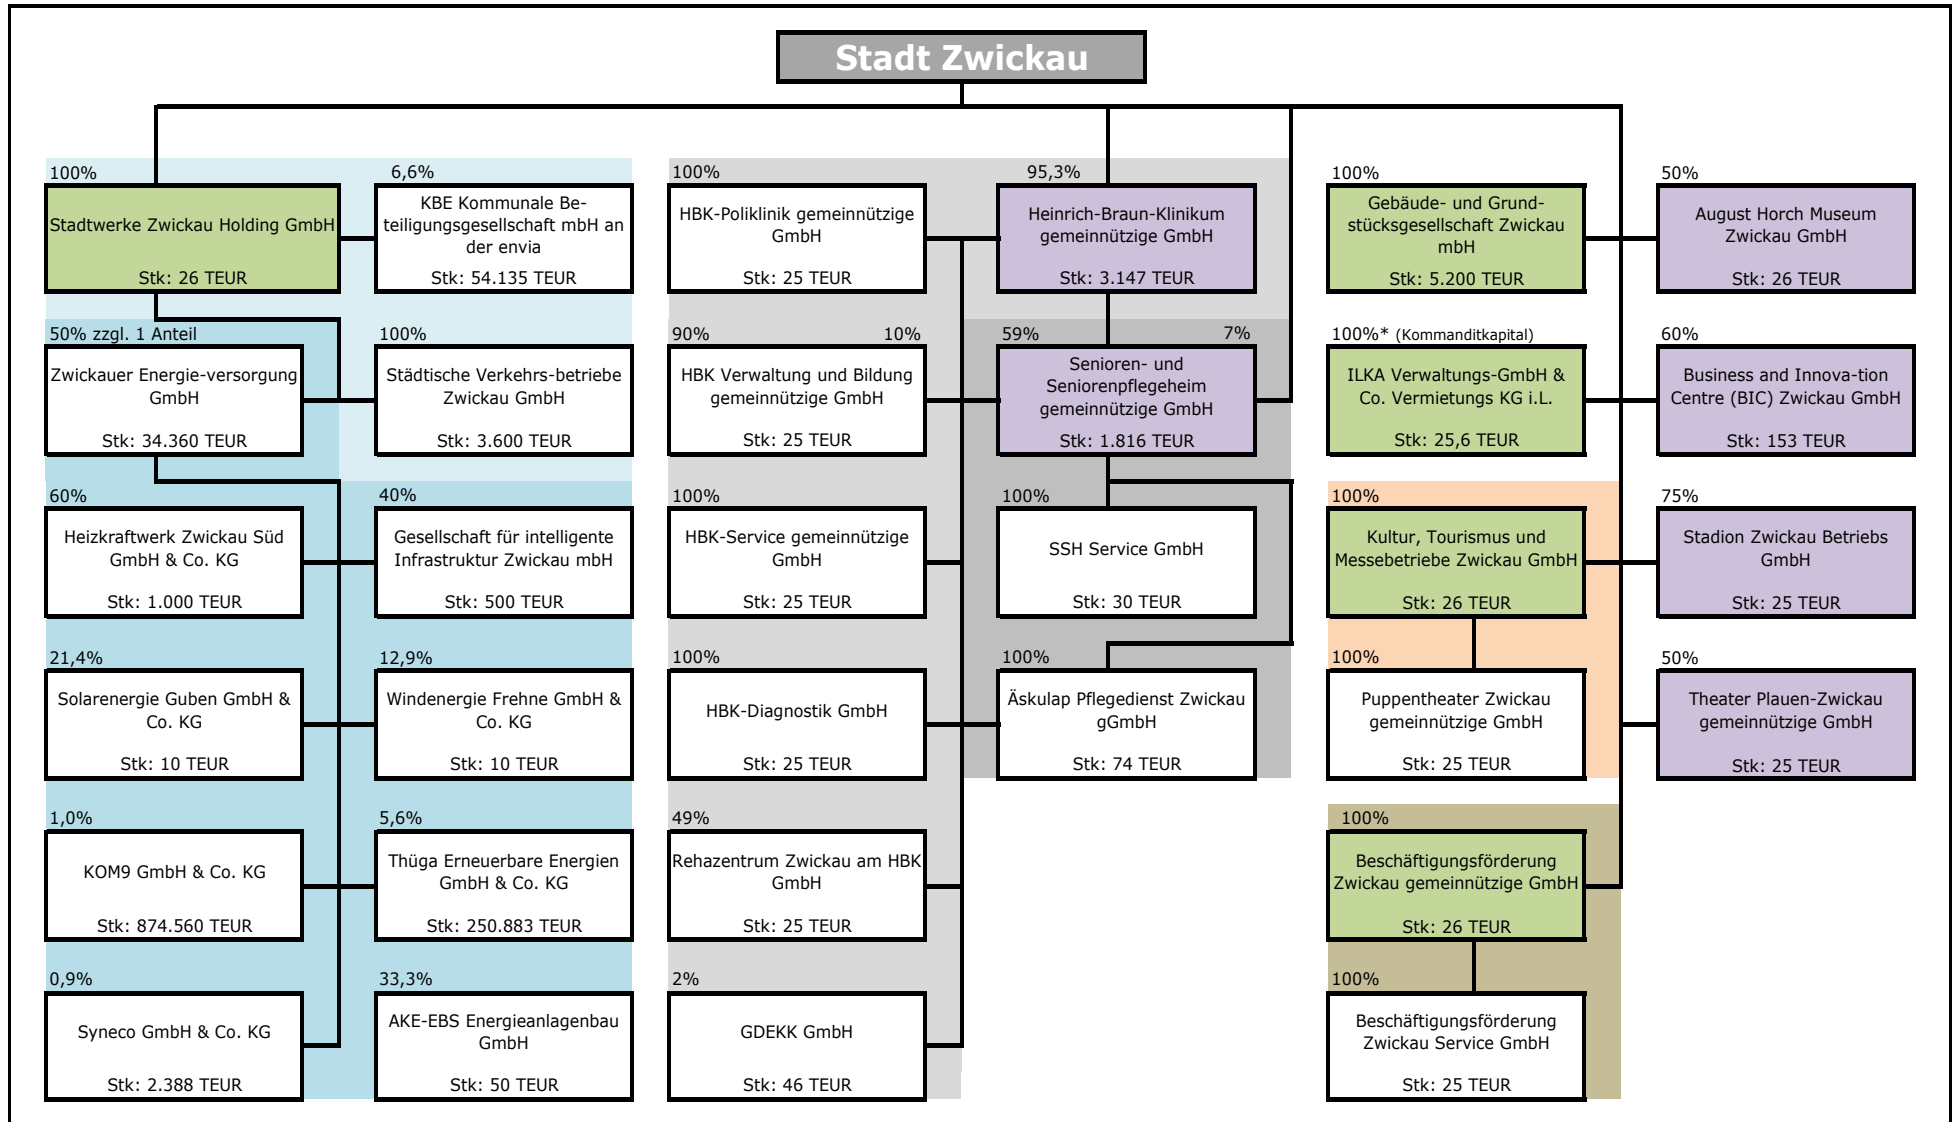 Stadt Zwickau
100%
Stadtwerke Zwickau Holding GmbH
Stk: 26 TEUR
6,6%
KBE Kommunale Be-
teiligungsgesellschaft mbH an
der envia
Stk: 54.135 TEUR
50% zzgl. 1 Anteil
Zwickauer Energie-versorgung
GmbH
Stk: 34.360 TEUR
100%
Städtische Verkehrs-betriebe
Zwickau GmbH
Stk: 3.600 TEUR
60%
Heizkraftwerk Zwickau Süd
GmbH & Co. KG
Stk: 1.000 TEUR
40%
Gesellschaft für intelligente
Infrastruktur Zwickau mbH
Stk: 500 TEUR
21,4%
Solarenergie Guben GmbH &
Co. KG
Stk: 10 TEUR
12,9%
Windenergie Frehne GmbH &
Co. KG
Stk: 10 TEUR
1,0%
KOM9 GmbH & Co. KG
Stk: 874.560 TEUR
5,6%
Thüga Erneuerbare Energien
GmbH & Co. KG
Stk: 250.883 TEUR
0,9%
Syneco GmbH & Co. KG
Stk: 2.388 TEUR
33,3%
AKE-EBS Energieanlagenbau
GmbH
Stk: 50 TEUR
100%
HBK-Poliklinik gemeinnützige
GmbH
Stk: 25 TEUR
95,3%
Heinrich-Braun-Klinikum
gemeinnützige GmbH
Stk: 3.147 TEUR
90% 10%
HBK Verwaltung und Bildung
gemeinnützige GmbH
Stk: 25 TEUR
59% 7%
Senioren- und
Seniorenpflegeheim
gemeinnützige GmbH
Stk: 1.816 TEUR
100%
HBK-Service gemeinnützige
GmbH
Stk: 25 TEUR
100%
SSH Service GmbH
Stk: 30 TEUR
100%
HBK-Diagnostik GmbH
Stk: 25 TEUR
100%
Äskulap Pflegedienst Zwickau
gGmbH
Stk: 74 TEUR
49%
Rehazentrum Zwickau am HBK
GmbH
Stk: 25 TEUR
2%
GDEKK GmbH
Stk: 46 TEUR
100%
Gebäude- und Grund-
stücksgesellschaft Zwickau
mbH
Stk: 5.200 TEUR
50%
August Horch Museum
Zwickau GmbH
Stk: 26 TEUR
100%* (Kommanditkapital)
ILKA Verwaltungs-GmbH &
Co. Vermietungs KG i.L.
Stk: 25,6 TEUR
60%
Business and Innova-tion
Centre (BIC) Zwickau GmbH
Stk: 153 TEUR
100%
Kultur, Tourismus und
Messebetriebe Zwickau GmbH
Stk: 26 TEUR
75%
Stadion Zwickau Betriebs
GmbH
Stk: 25 TEUR
100%
Puppentheater Zwickau
gemeinnützige GmbH
Stk: 25 TEUR
50%
Theater Plauen-Zwickau
gemeinnützige GmbH
Stk: 25 TEUR
100%
Beschäftigungsförderung
Zwickau gemeinnützige GmbH
Stk: 26 TEUR
100%
Beschäftigungsförderung
Zwickau Service GmbH
Stk: 25 TEUR